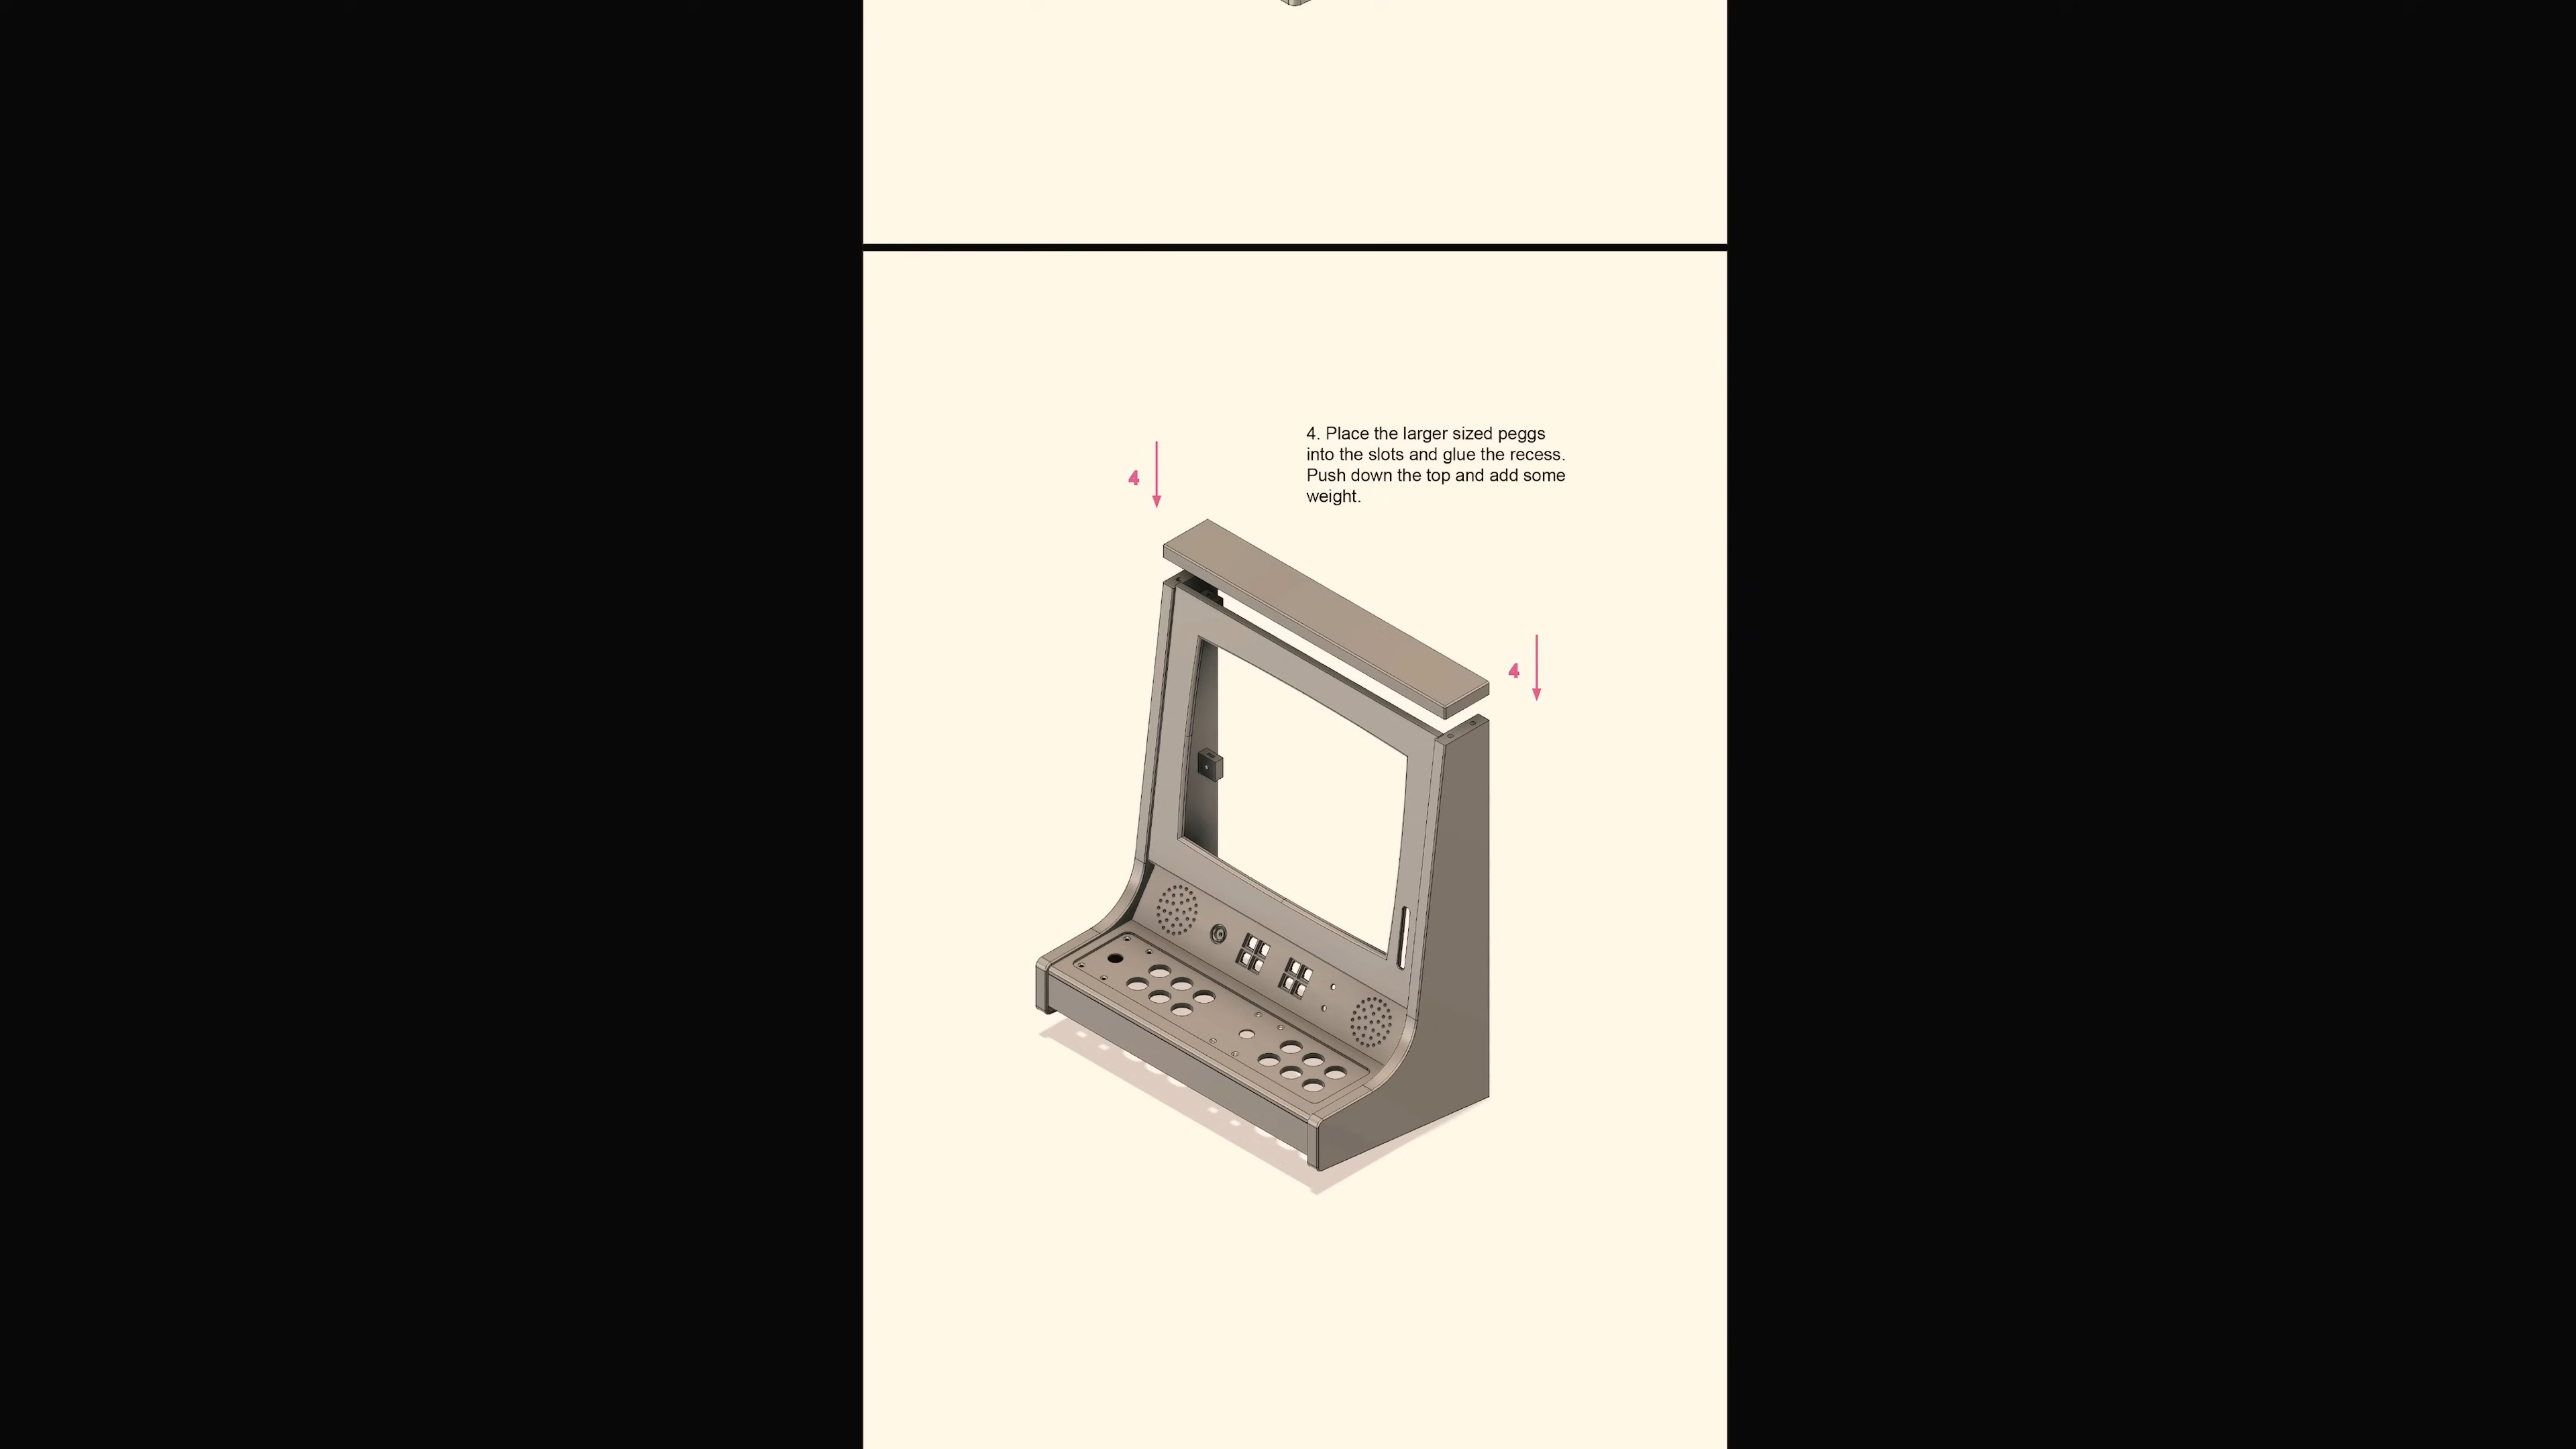 4. Place the larger sized peggs
into the slots and glue the recess.
Push down the top and add some
weight.
4
4